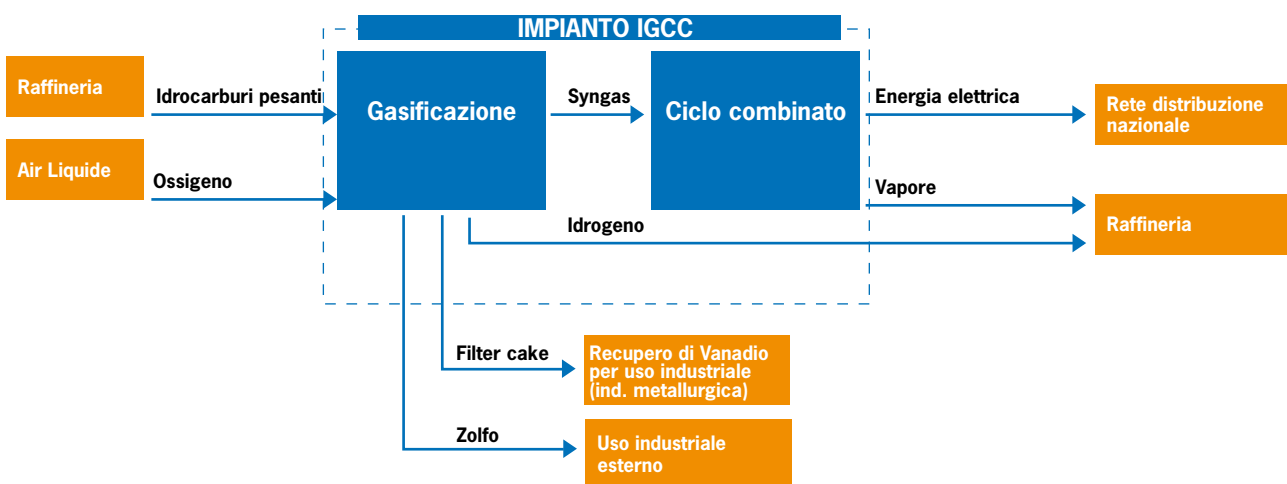 IMPIANTO IGCC
Raffineria
Idrocarburi pesanti
Gasificazione
Syngas
Ciclo combinato
Energia elettrica
Rete distribuzione
nazionale
Air Liquide
Ossigeno
Vapore
Idrogeno
Raffineria
Filter cake
Recupero di Vanadio
per uso industriale
(ind. metallurgica)
Zolfo
Uso industriale
esterno